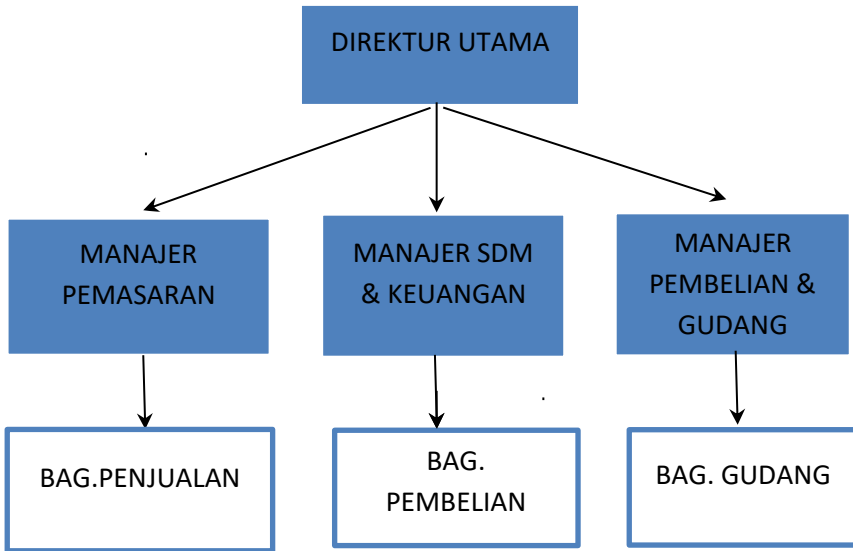 DIREKTUR UTAMA
MANAJER
PEMASARAN
MANAJER SDM
& KEUANGAN
MANAJER
PEMBELIAN &
GUDANG
BAG.PENJUALAN
BAG.
PEMBELIAN
BAG. GUDANG